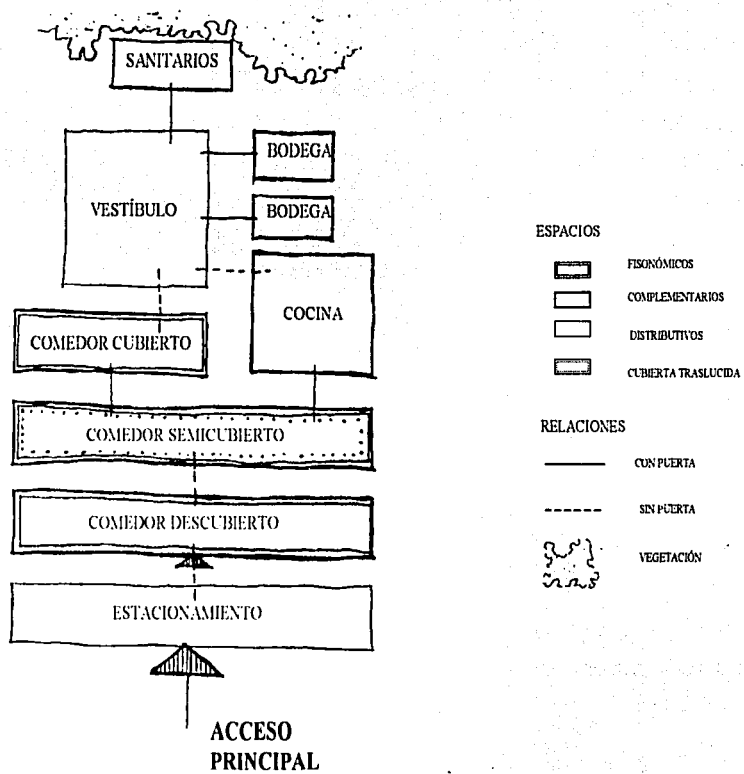 SANITARIOS
BODEGA
VESTÍBULO
BODEGA
COCINA
COMEDOR CUBIERTO
COMEDOR SEMICUBIERTO
COMEDOR DESCUBIERTO
ESTACIONAMIENTO
ACCESO
PRINCIPAL
ESPACIOS
FISONÓMICOS
COMPLEMENTARIOS
DISTRIBUTIVOS
CUBIERTA TRASLUCIDA
RELACIONES
CON PUERTA
SIN PUERTA
VEGETACIÓN